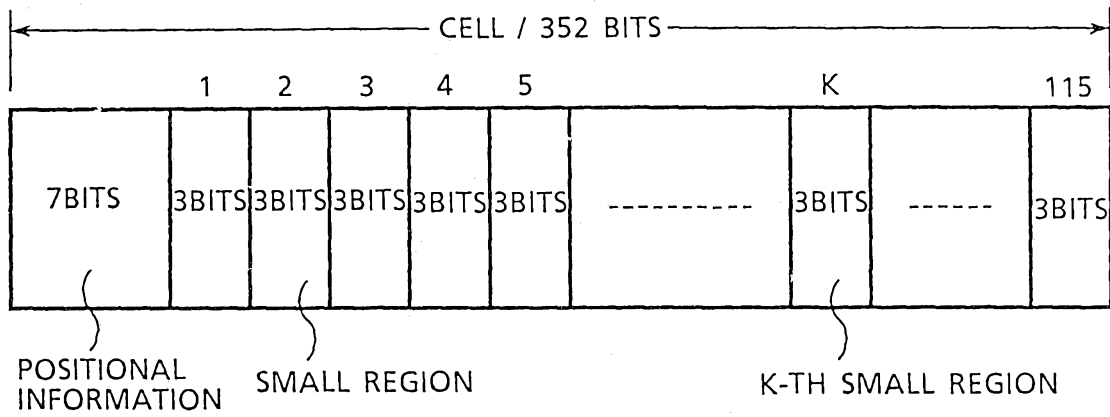 CELL / 352 BITS
1 2 3 4 5 K 115
7BITS 3BITS 3BITS 3BITS 3BITS 3BITS ---------- 3BITS ------ 3BITS
POSITIONAL
INFORMATION
SMALL REGION
K-TH SMALL REGION